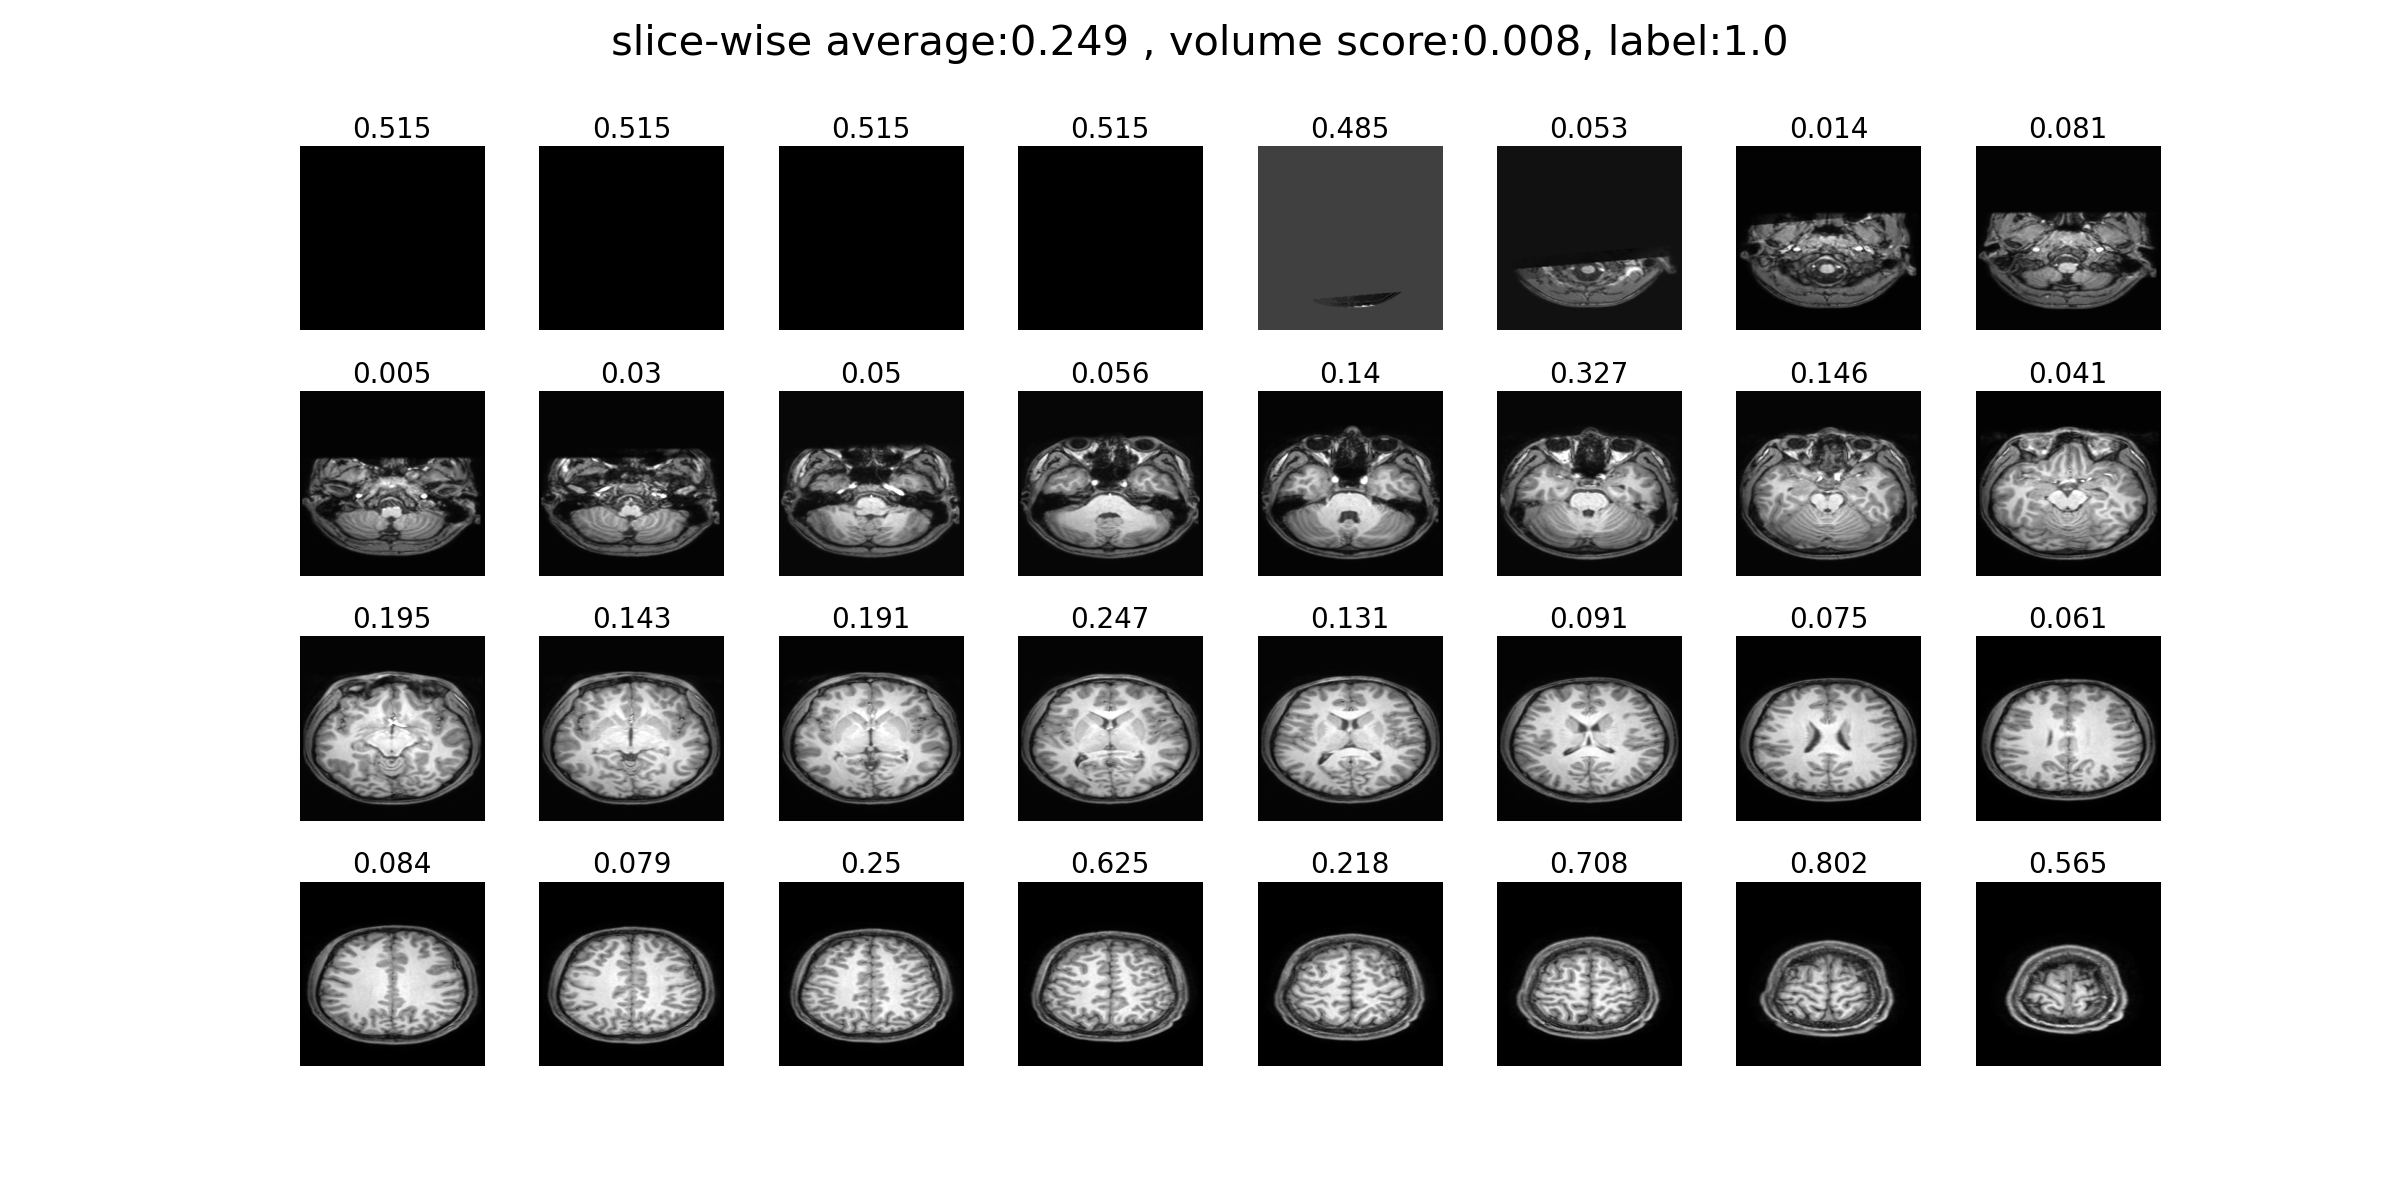 slice-wise average:0.249 , volume score:0.008, label:1.0
0.515 0.515 0.515 0.515 0.485 0.053 0.014 0.081
0.005 0.03 0.05 0.056 0.14 0.327 0.146 0.041
0.195 0.143 0.191 0.247 0.131 0.091 0.075 0.061
0.084 0.079 0.25 0.625 0.218 0.708 0.802 0.565